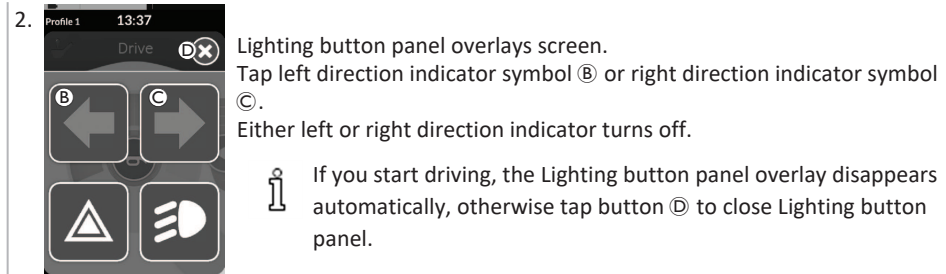 2.
Profile 1 13:37
Drive Ⓓ
Ⓑ Ⓒ
Lighting button panel overlays screen.
Tap left direction indicator symbol Ⓑ or right direction indicator symbol
Ⓒ.
Either left or right direction indicator turns off.
If you start driving, the Lighting button panel overlay disappears
automatically, otherwise tap button Ⓓ to close Lighting button
panel.